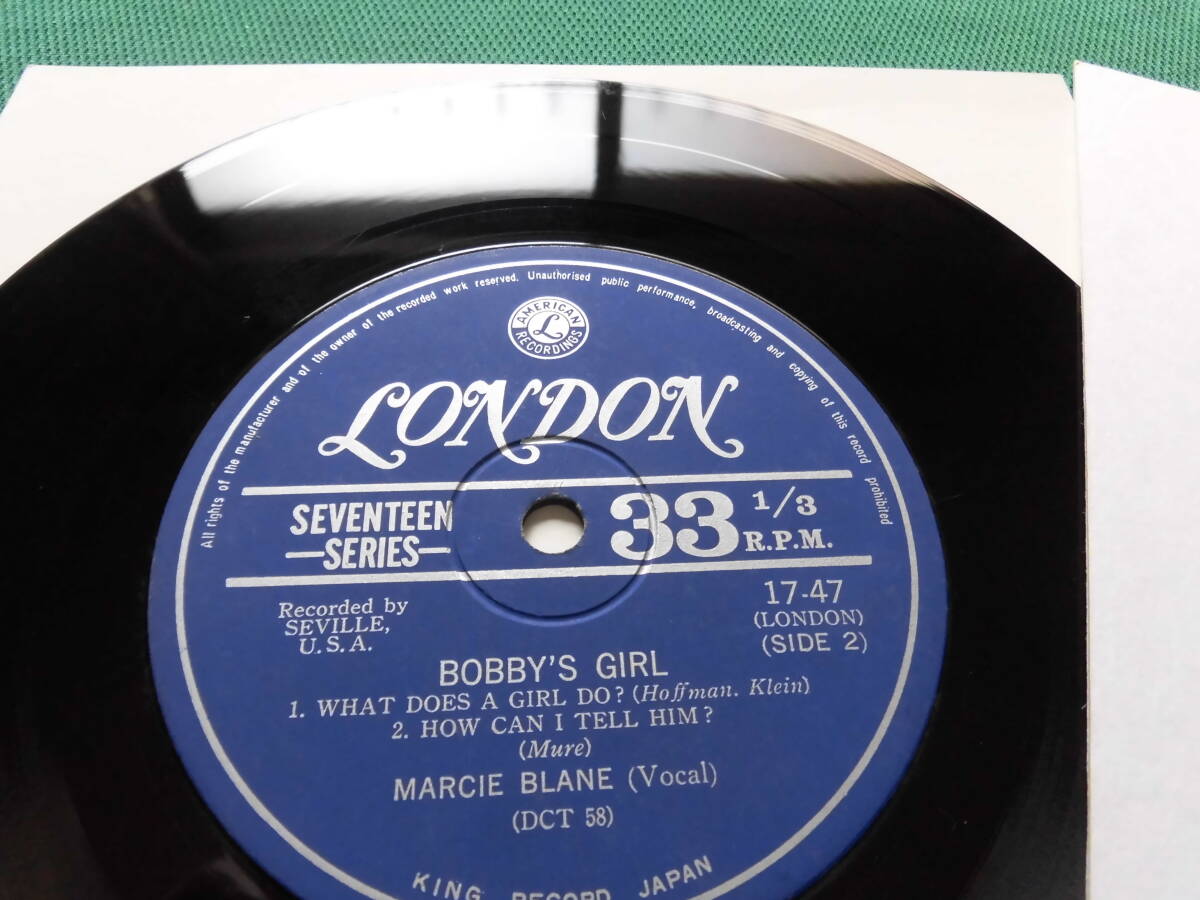 All rights of the manufacturer and of the owner of the recorded work reserved. Unauthorised public performance, broadcasting and copying of this record prohibited
AMERICAN
L
RECORDINGS
LONDON
SEVENTEEN
—SERIES—
33 1/3
R.P.M.
Recorded by
SEVILLE,
U.S.A.
17-47
(LONDON)
(SIDE 2)
BOBBY'S GIRL
1. WHAT DOES A GIRL DO? (Hoffman. Klein)
2. HOW CAN I TELL HIM?
(Mure)
MARCIE BLANE (Vocal)
(DCT 58)
KING RECORD JAPAN